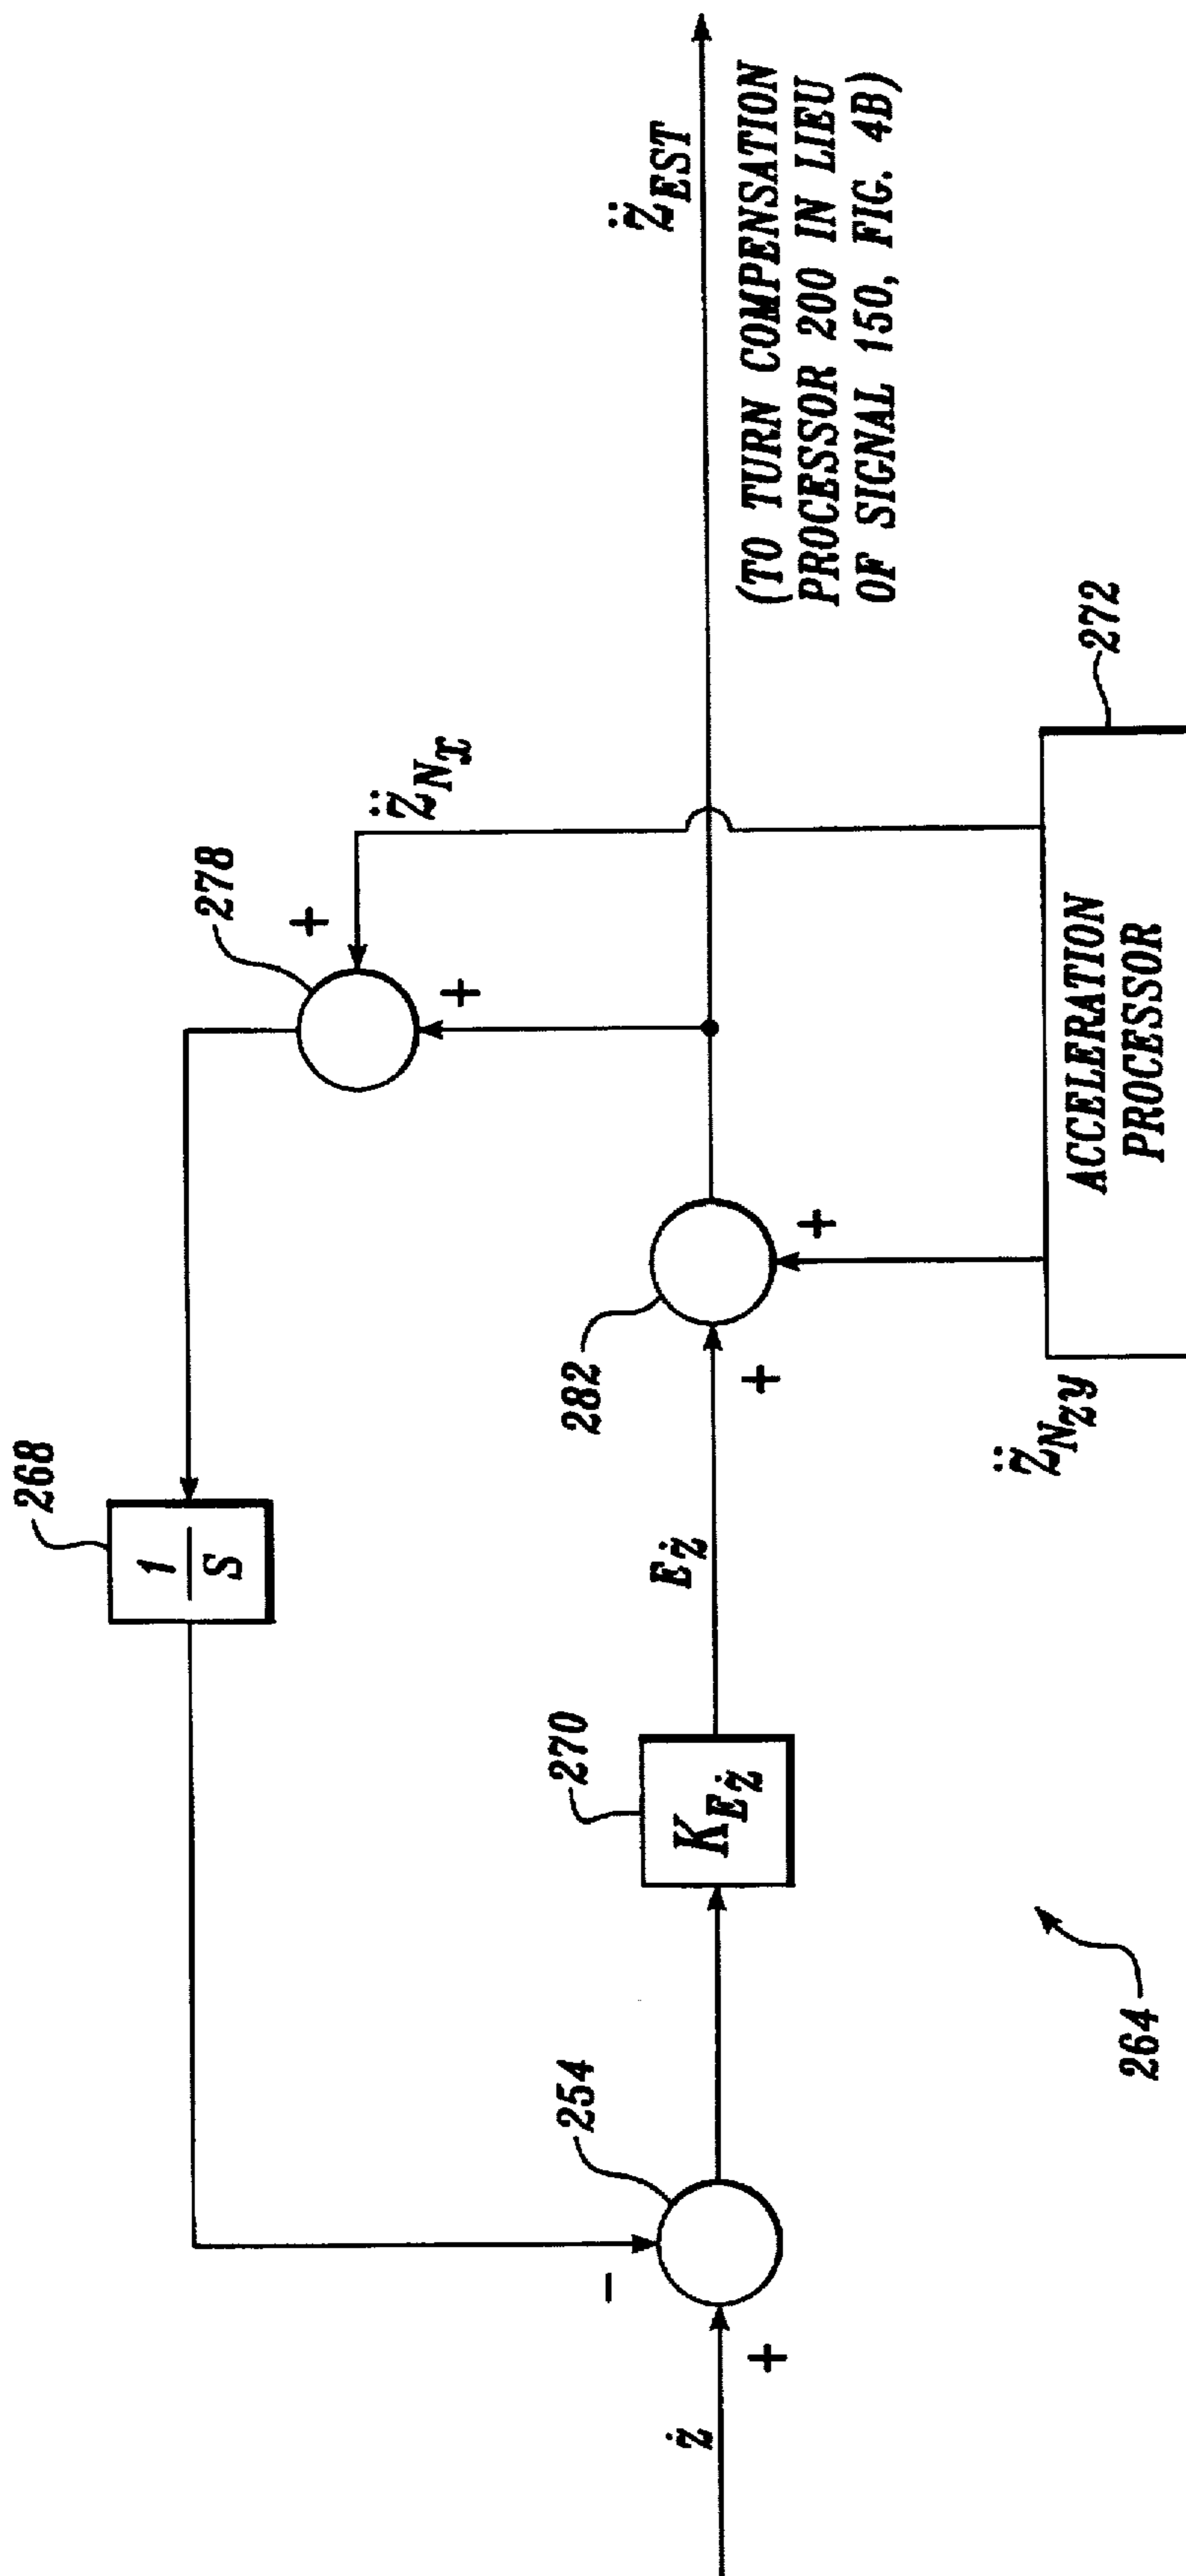 268
1
S
278
+
Z̈Nx
+
-
254
270
282
Z̈EST
ż
+
KEż
Eż
+
+
(TO TURN COMPENSATION
PROCESSOR 200 IN LIEU
OF SIGNAL 150, FIG. 4B)
264
Z̈Nzy
ACCELERATION
PROCESSOR
272